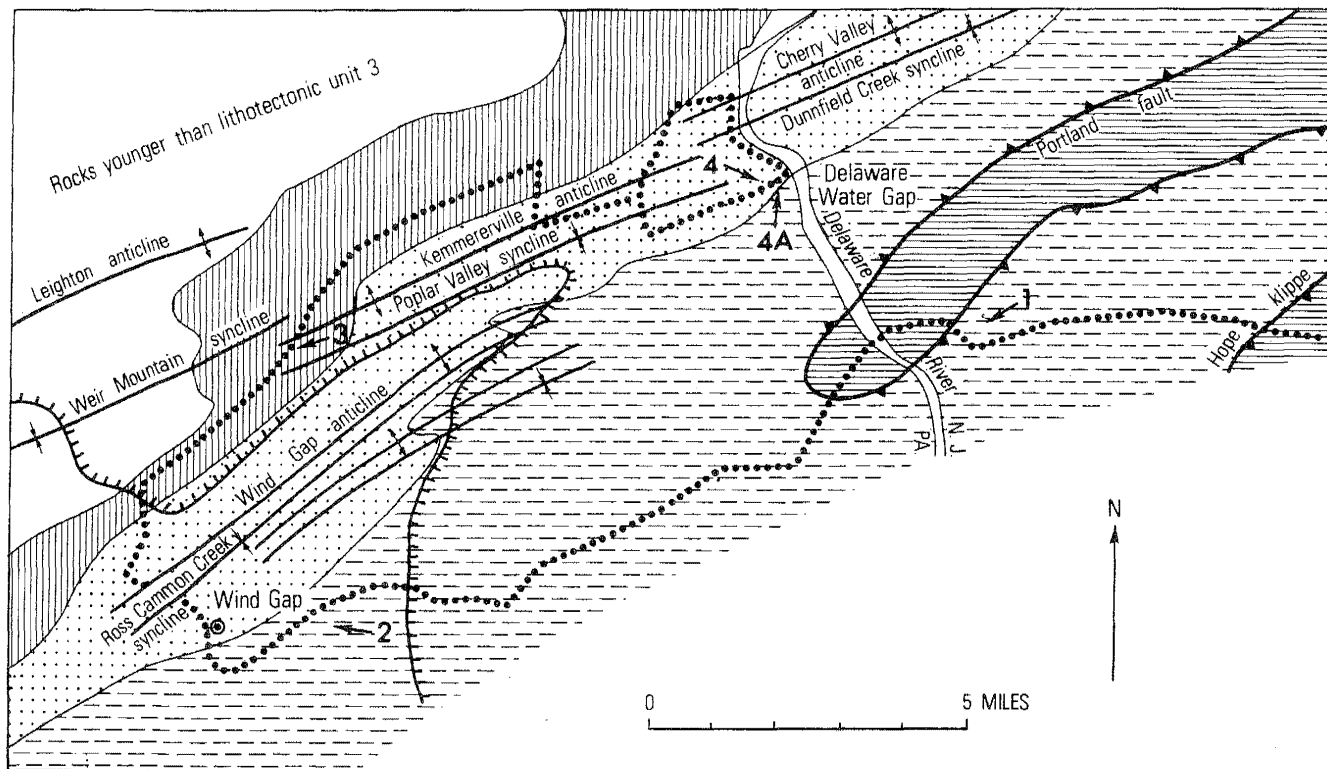 Cherry Valley
anticline
Dunnfield Creek syncline
Portland fault
Rocks younger than lithotectonic unit 3
4
Delaware
Water Gap
4A
Kemmererville anticline
Poplar Valley syncline
Leighton anticline
Delaware River
1
Hope klippe
3
Weir Mountain syncline
Wind Gap anticline
N J
PA
N
Ross Cammon Creek
syncline
Wind Gap
2
0 5 MILES